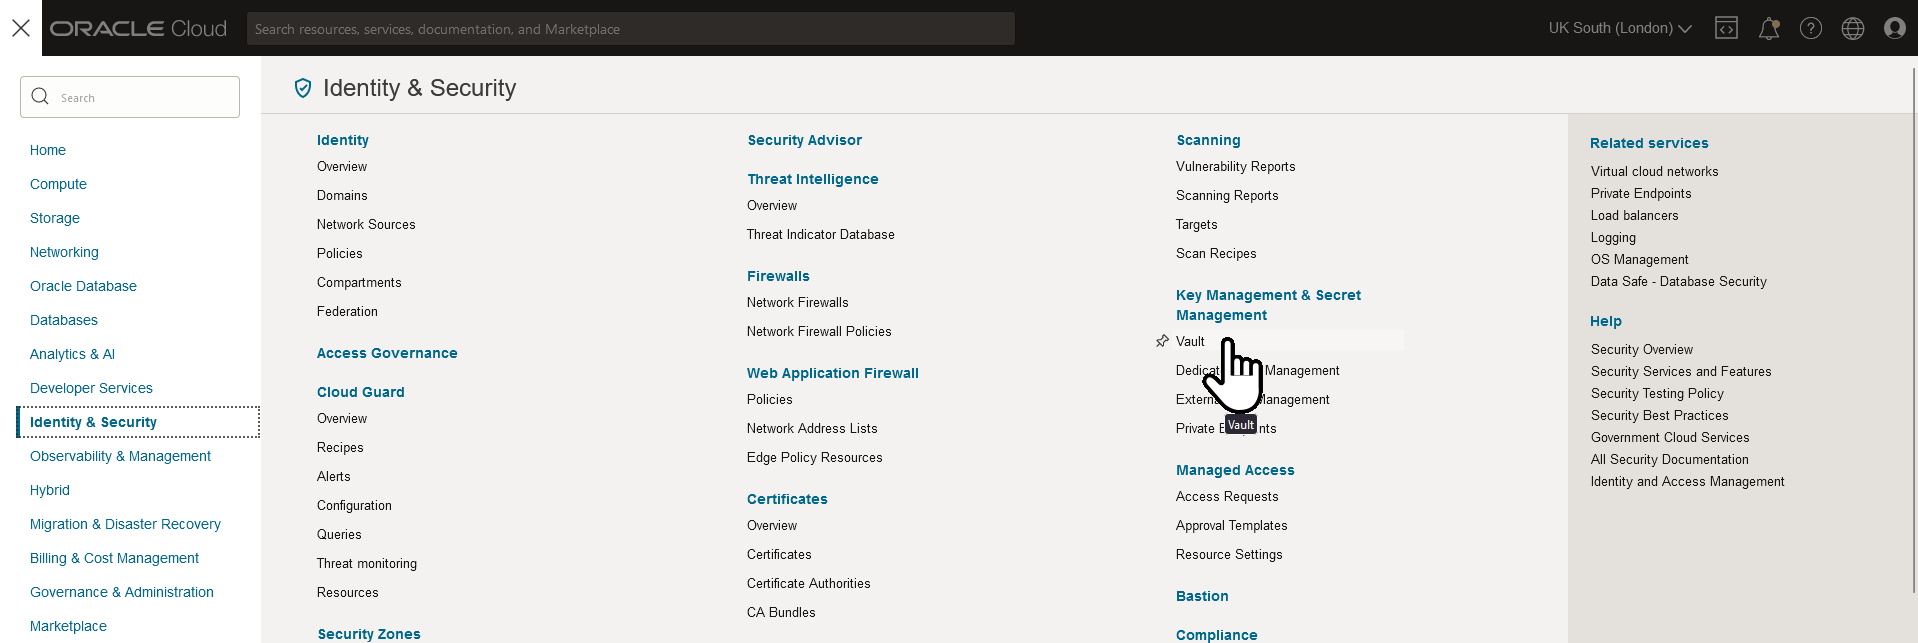 ORACLE Cloud
Search resources, services, documentation, and Marketplace
UK South (London)
Search
Home
Compute
Storage
Networking
Oracle Database
Databases
Analytics & AI
Developer Services
Identity & Security
Observability & Management
Hybrid
Migration & Disaster Recovery
Billing & Cost Management
Governance & Administration
Marketplace
Identity & Security
Identity
Overview
Domains
Network Sources
Policies
Compartments
Federation
Access Governance
Cloud Guard
Overview
Recipes
Alerts
Configuration
Queries
Threat monitoring
Resources
Security Zones
Security Advisor
Threat Intelligence
Overview
Threat Indicator Database
Firewalls
Network Firewalls
Network Firewall Policies
Web Application Firewall
Policies
Network Address Lists
Edge Policy Resources
Certificates
Overview
Certificates
Certificate Authorities
CA Bundles
Scanning
Vulnerability Reports
Scanning Reports
Targets
Scan Recipes
Key Management & Secret
Management
Vault
Management
Management
Private
Vault
Managed Access
Access Requests
Approval Templates
Resource Settings
Bastion
Compliance
Related services
Virtual cloud networks
Private Endpoints
Load balancers
Logging
OS Management
Data Safe - Database Security
Help
Security Overview
Security Services and Features
Security Testing Policy
Security Best Practices
Government Cloud Services
All Security Documentation
Identity and Access Management